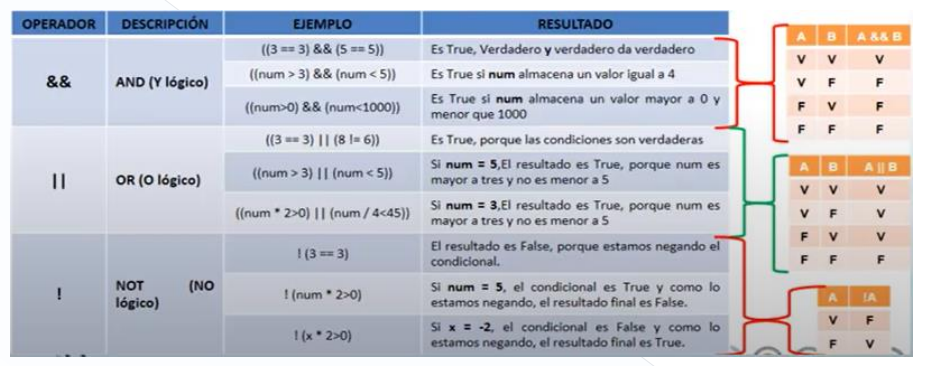 OPERADOR DESCRIPCIÓN EJEMPLO RESULTADO
&& AND (Y lógico)
((3 == 3) && (5 == 5)) Es True, Verdadero y verdadero da verdadero
((num > 3) && (num < 5)) Es True si num almacena un valor igual a 4
((num>0) && (num<1000)) Es True si num almacena un valor mayor a 0 y
menor que 1000
|| OR (O lógico)
((3 == 3) || (8 != 6)) Es True, porque las condiciones son verdaderas
((num > 3) || (num < 5)) Si num = 5,El resultado es True, porque num es
mayor a tres y no es menor a 5
((num * 2>0) || (num / 4<45)) Si num = 3,El resultado es True, porque num es
mayor a tres y no es menor a 5
! NOT (NO
lógico)
! (3 == 3) El resultado es False, porque estamos negando el
condicional.
! (num * 2>0) Si num = 5, el condicional es True y como lo
estamos negando, el resultado final es False.
! (x * 2>0) Si x = -2, el condicional es False y como lo
estamos negando, el resultado final es True.
A B A && B
V V V
V F F
F V F
F F F
A B A || B
V V V
V F V
F V V
F F F
A !A
V F
F V